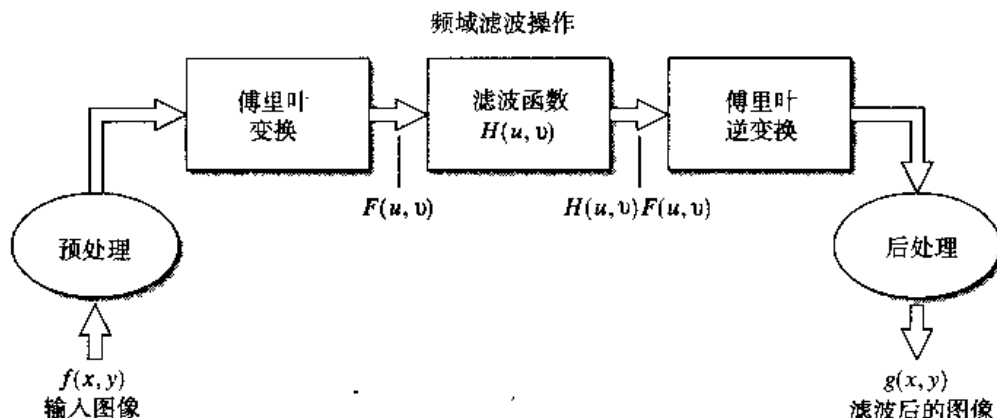 频域滤波操作
傅里叶
变换
滤波函数
H(u, υ)
傅里叶
逆变换
F(u, υ)
H(u, υ)F(u, υ)
预处理
后处理
f(x, y)
输入图像
g(x, y)
滤波后的图像